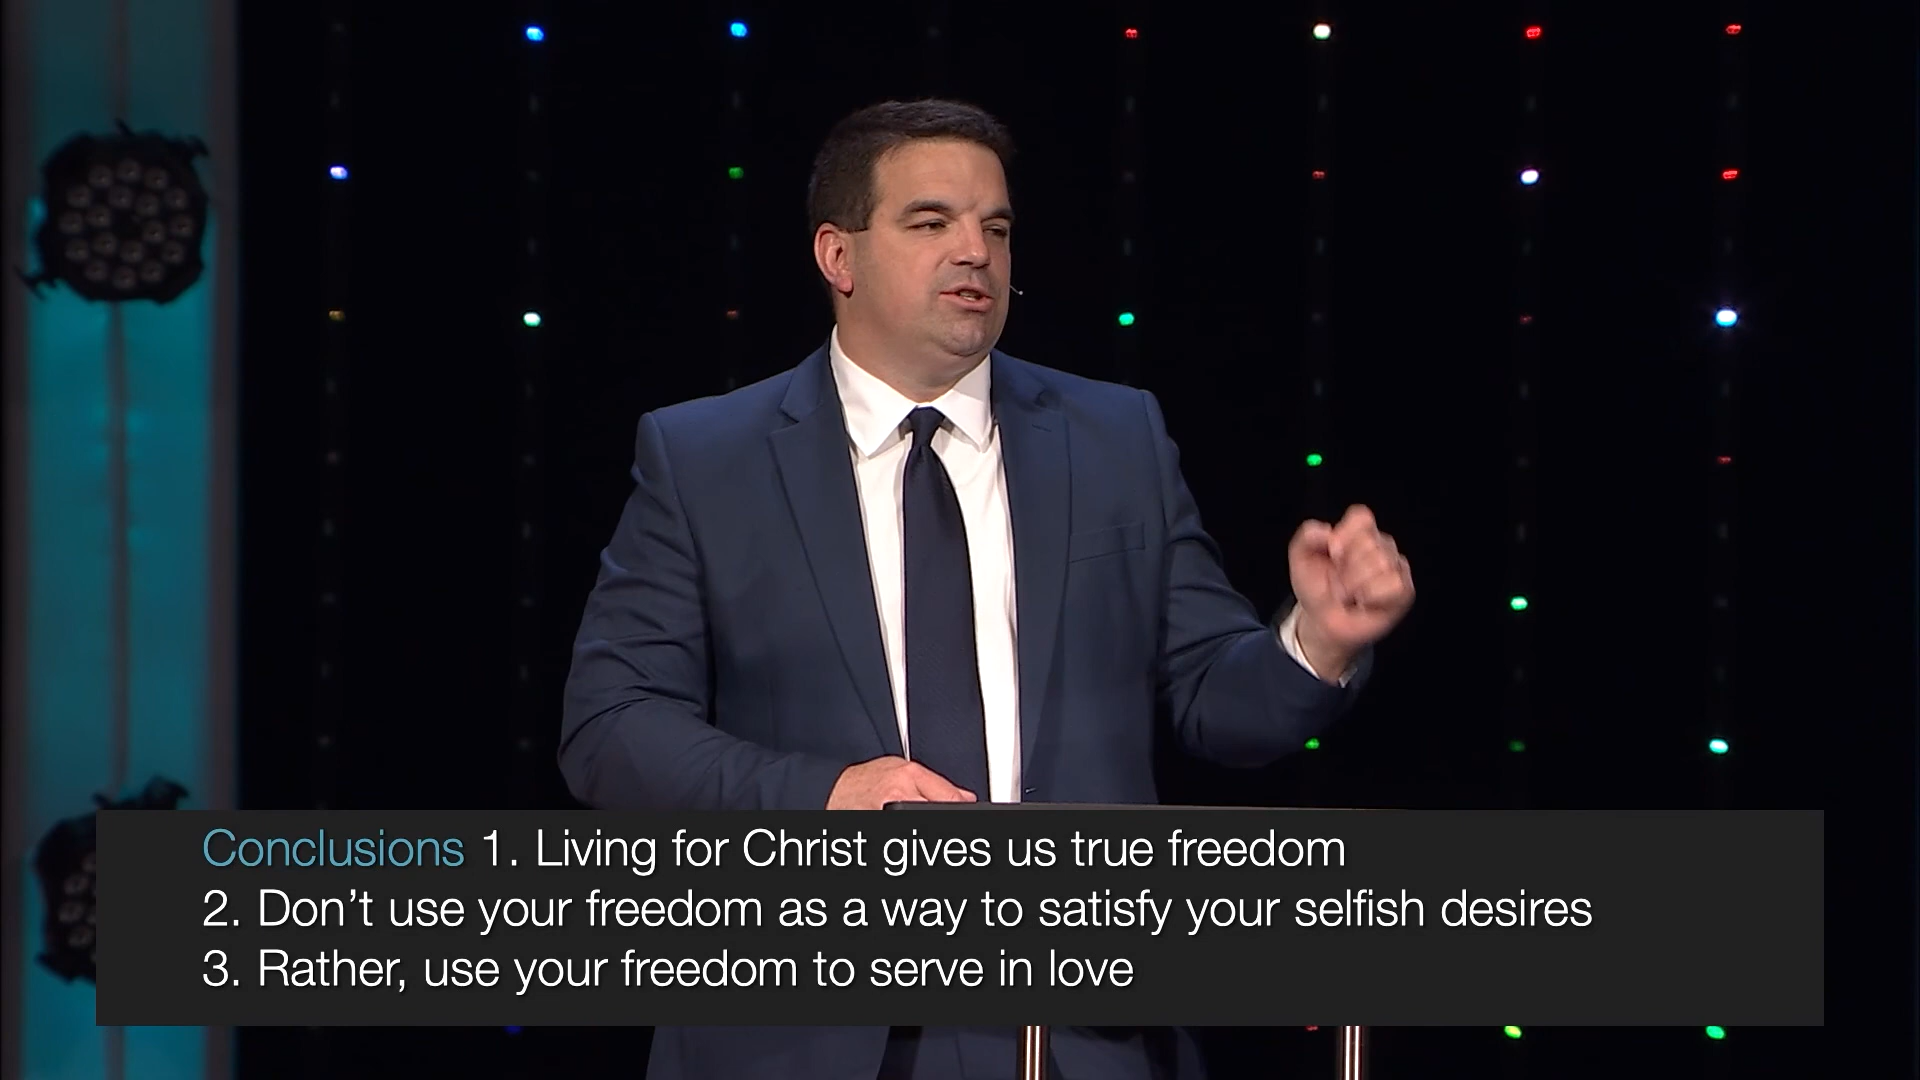 Conclusions 1. Living for Christ gives us true freedom
2. Don’t use your freedom as a way to satisfy your selfish desires
3. Rather, use your freedom to serve in love